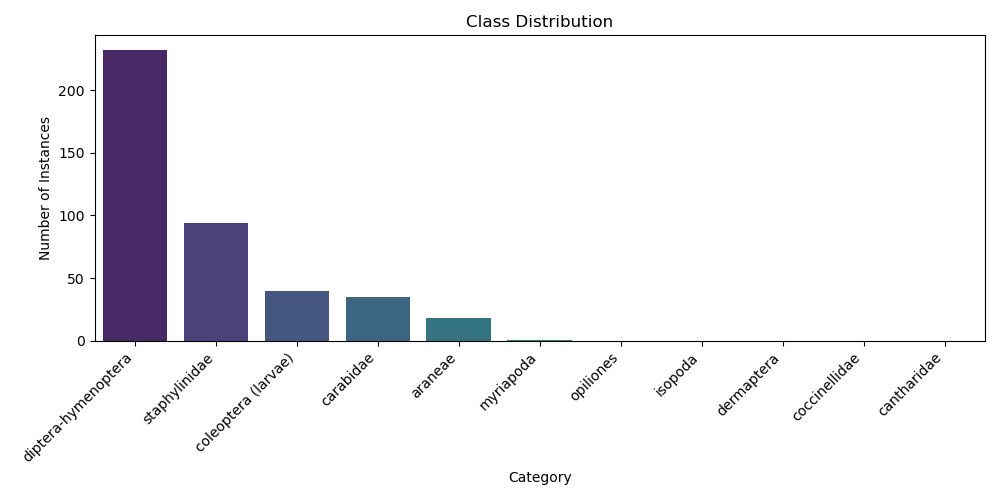 Class Distribution
Number of Instances
200
150
100
50
0
diptera-hymenoptera
staphylinidae
coleoptera (larvae)
carabidae
araneae
myriapoda
opiliones
isopoda
dermaptera
coccinellidae
cantharidae
Category